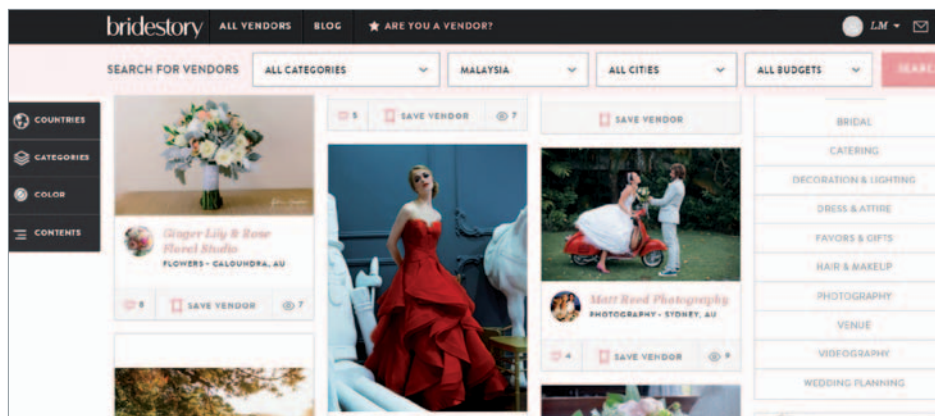 bridestory
ALL VENDORS
BLOG
ARE YOU A VENDOR?
LM
SEARCH FOR VENDORS
ALL CATEGORIES
MALAYSIA
ALL CITIES
ALL BUDGETS
SEARC
COUNTRIES
CATEGORIES
COLOR
CONTENTS
Ginger Lily & Rose
Floral Studio
FLOWERS - CALOUNDRA, AU
SAVE VENDOR
7
5
SAVE VENDOR
7
SAVE VENDOR
Matt Reed Photography
PHOTOGRAPHY - SYDNEY, AU
4
SAVE VENDOR
BRIDAL
CATERING
DECORATION & LIGHTING
DRESS & ATTIRE
FAVORS & GIFTS
HAIR & MAKEUP
PHOTOGRAPHY
VENUE
VIDEOGRAPHY
WEDDING PLANNING